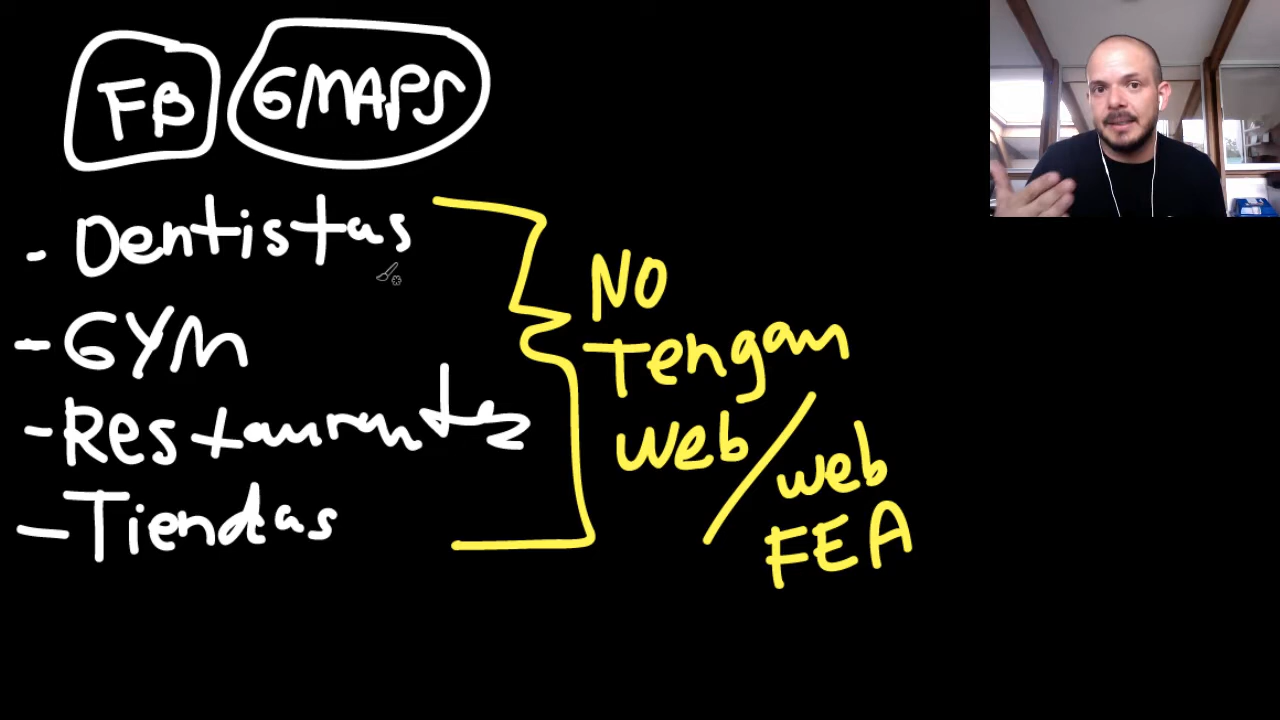 FB GMAPS
- Dentistas
- GYM
- Restaurantes
- Tiendas
NO
Tengan
web/web
FEA